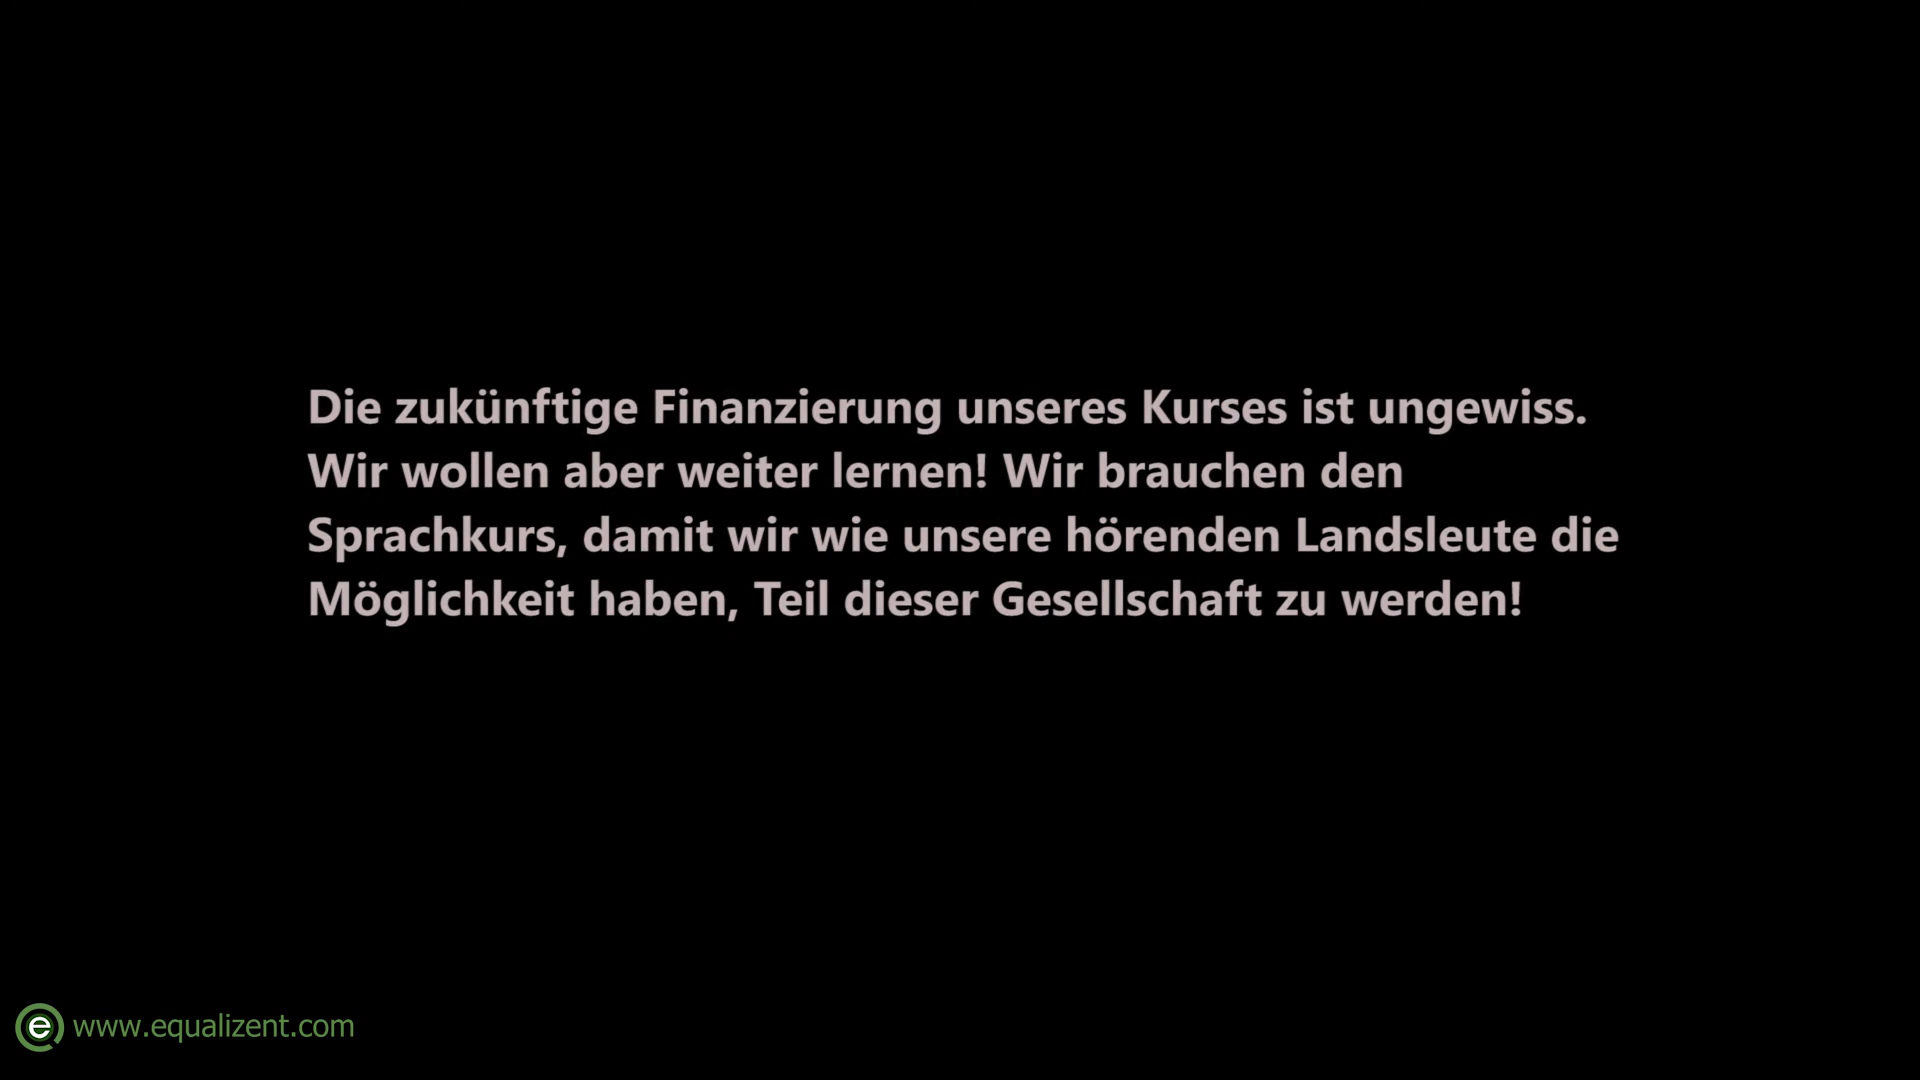 Die zukünftige Finanzierung unseres Kurses ist ungewiss.
Wir wollen aber weiter lernen! Wir brauchen den
Sprachkurs, damit wir wie unsere hörenden Landsleute die
Möglichkeit haben, Teil dieser Gesellschaft zu werden!
e www.equalizent.com